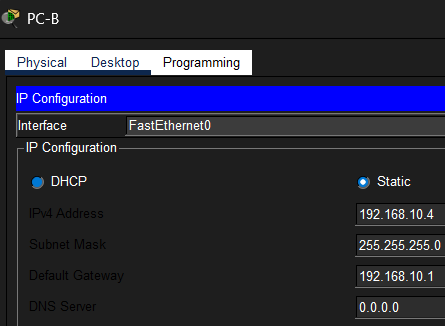 PC-B
Physical Desktop Programming
IP Configuration
Interface FastEthernet0
IP Configuration
DHCP Static
IPv4 Address 192.168.10.4
Subnet Mask 255.255.255.0
Default Gateway 192.168.10.1
DNS Server 0.0.0.0